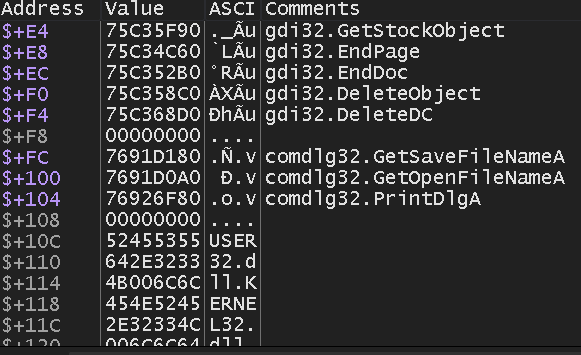 Address Value ASCI Comments
$+E4 75C35F90 ._Ãu gdi32.GetStockObject
$+E8 75C34C60 `LÃu gdi32.EndPage
$+EC 75C352B0 °RÃu gdi32.EndDoc
$+F0 75C358C0 ÀXÃu gdi32.DeleteObject
$+F4 75C368D0 ÐhÃu gdi32.DeleteDC
$+F8 00000000 ....
$+FC 7691D180 .Ñ.v comdlg32.GetSaveFileNameA
$+100 7691D0A0 Ð.v comdlg32.GetOpenFileNameA
$+104 76926F80 .o.v comdlg32.PrintDlgA
$+108 00000000 ....
$+10C 52455355 USER
$+110 642E3233 32.d
$+114 4B006C6C ll.K
$+118 454E5245 ERNE
$+11C 2E32334C L32.
$+120 006C6C64 dll.